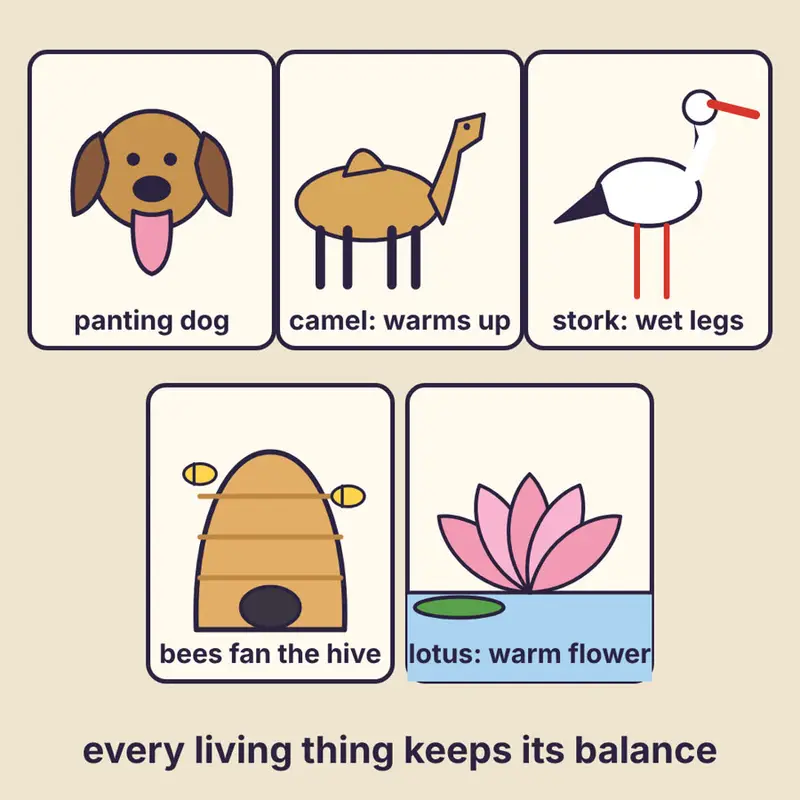 panting dog
camel: warms up
stork: wet legs
bees fan the hive
lotus: warm flower
every living thing keeps its balance